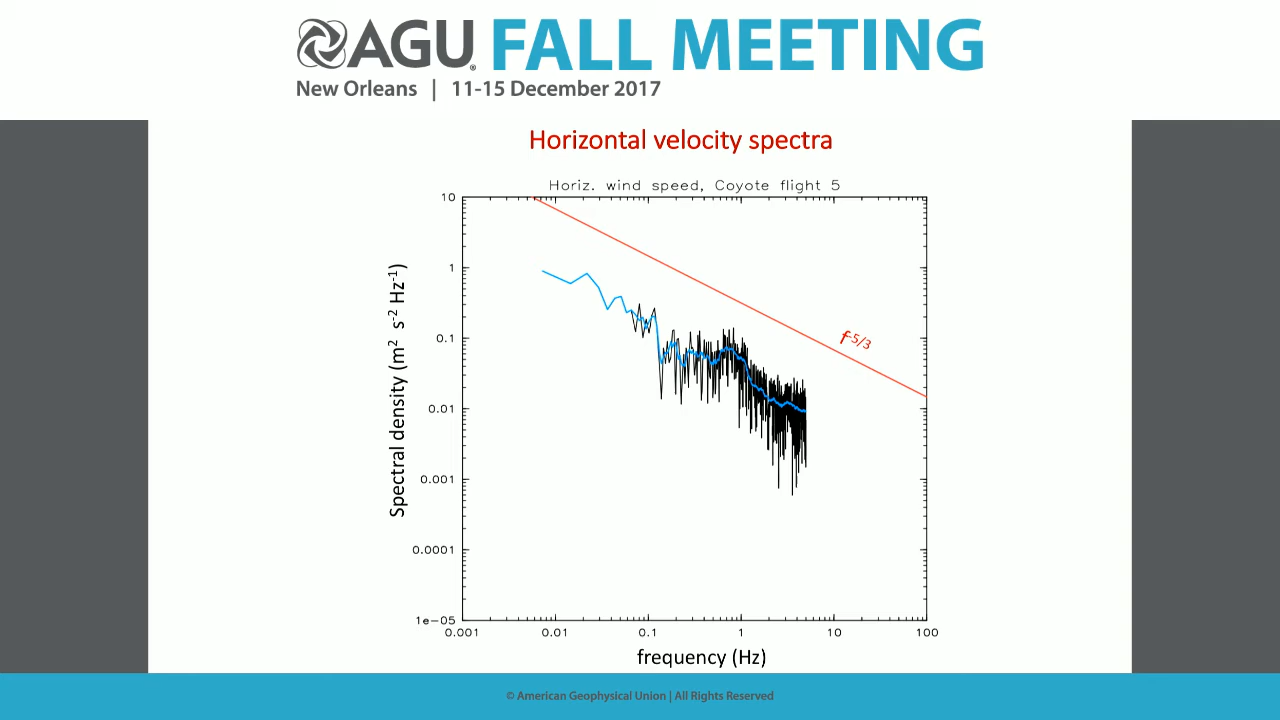 AGU FALL MEETING
New Orleans | 11-15 December 2017
Horizontal velocity spectra
Horiz. wind speed, Coyote flight 5
10
1
0.1
0.01
0.001
0.0001
1e-05
Spectral density (m² s⁻² Hz⁻¹)
f⁻⁵/³
0.001 0.01 0.1 1 10 100
frequency (Hz)
© American Geophysical Union | All Rights Reserved